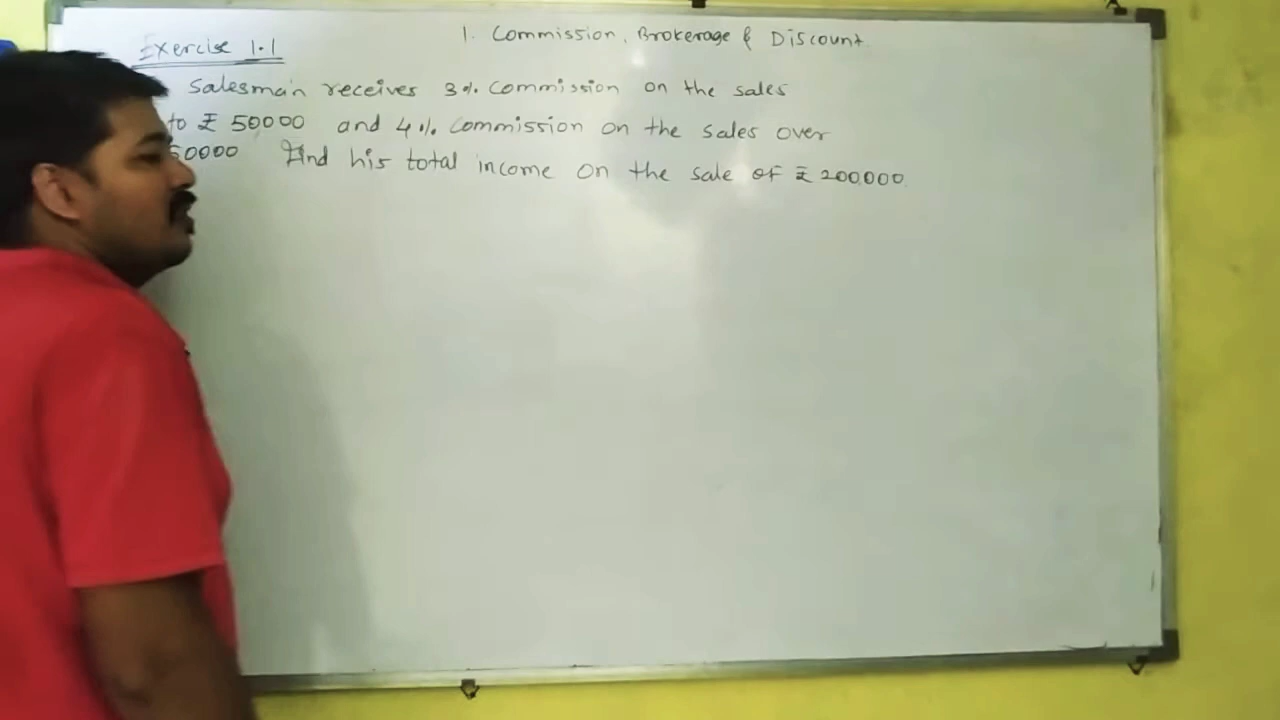 1. Commission, Brokerage & Discount.
Exercise 1.1
Salesman receives 3% commission on the sales
to ₹ 50000 and 4% commission on the sales over
50000 Find his total income on the sale of ₹ 200000.